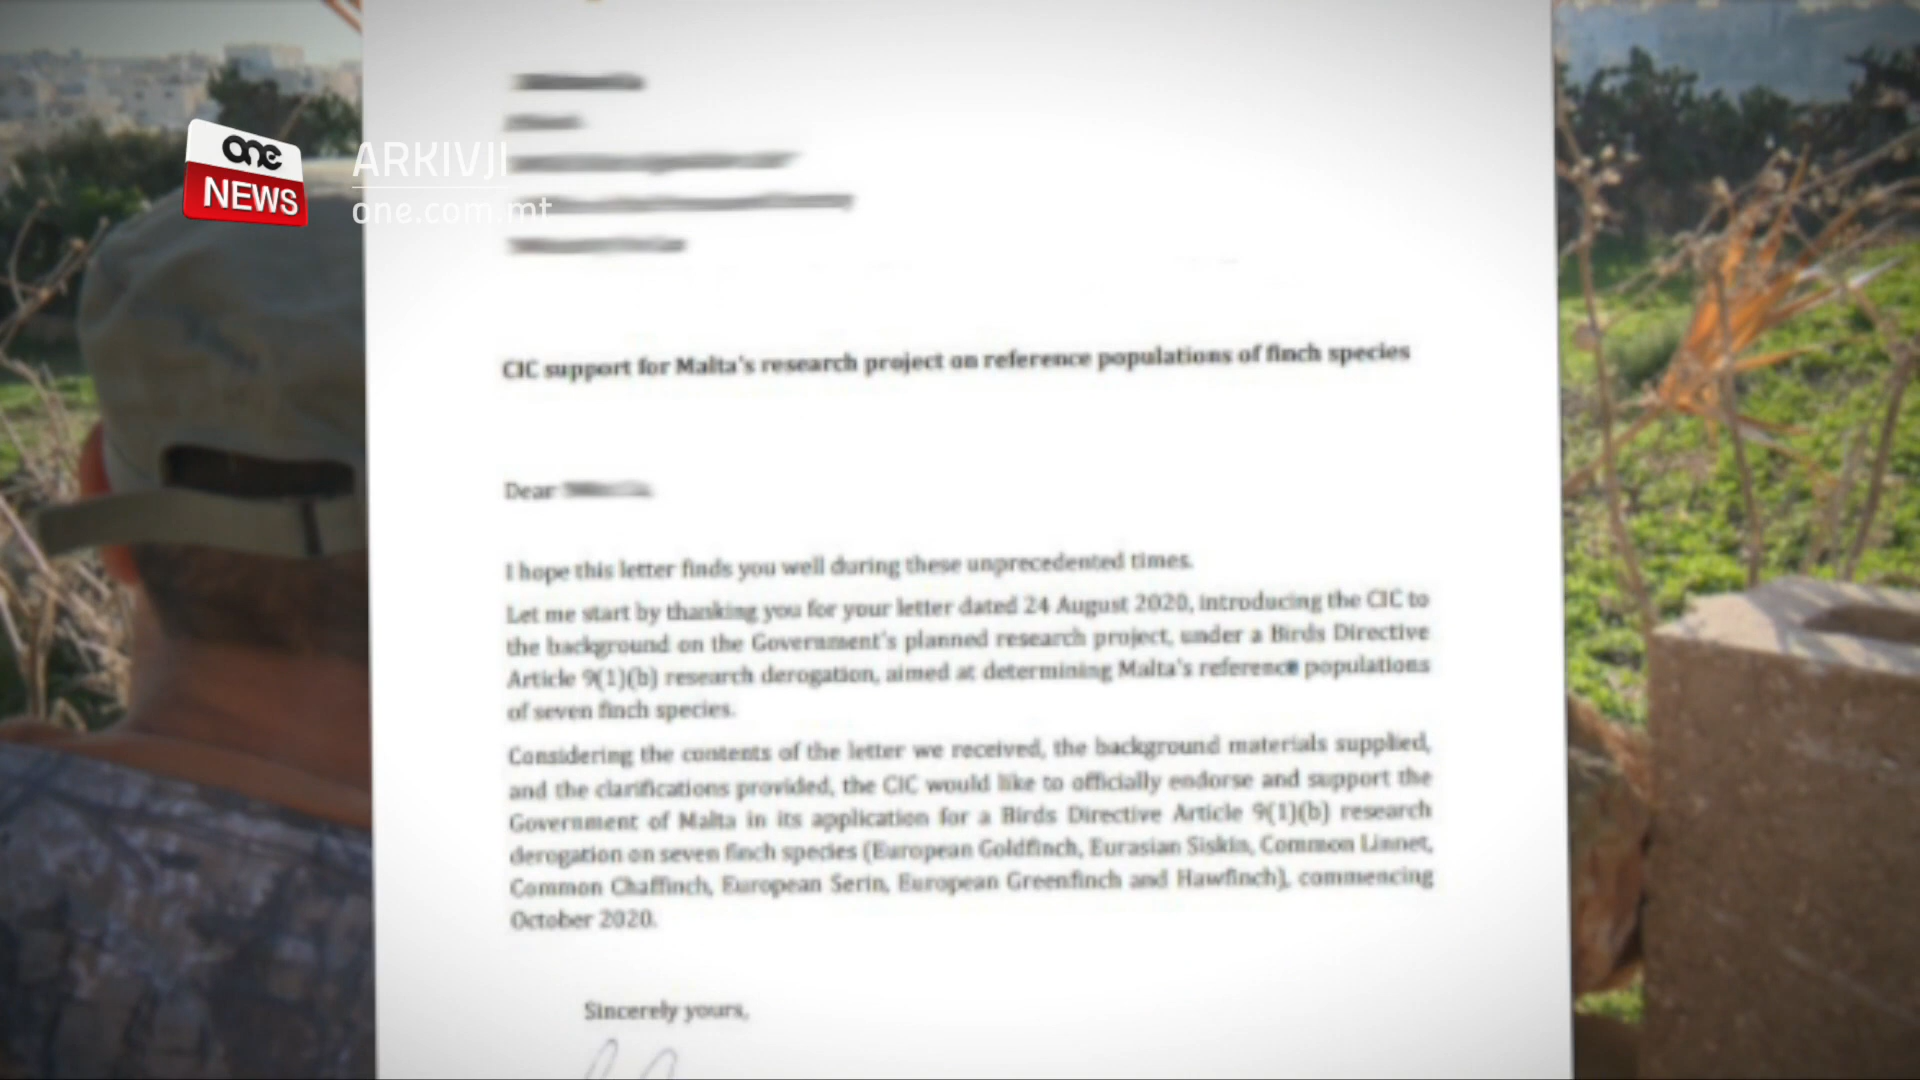 one
NEWS
ARKIVJI
one.com.mt
CIC support for Malta's research project on reference populations of finch species
Dear
I hope this letter finds you well during these unprecedented times.
Let me start by thanking you for your letter dated 24 August 2020, introducing the CIC to
the background on the Government's planned research project, under a Birds Directive
Article 9(1)(b) research derogation, aimed at determining Malta's reference populations
of seven finch species.
Considering the contents of the letter we received, the background materials supplied,
and the clarifications provided, the CIC would like to officially endorse and support the
Government of Malta in its application for a Birds Directive Article 9(1)(b) research
derogation on seven finch species (European Goldfinch, Eurasian Siskin, Common Linnet,
Common Chaffinch, European Serin, European Greenfinch and Hawfinch), commencing
October 2020.
Sincerely yours,